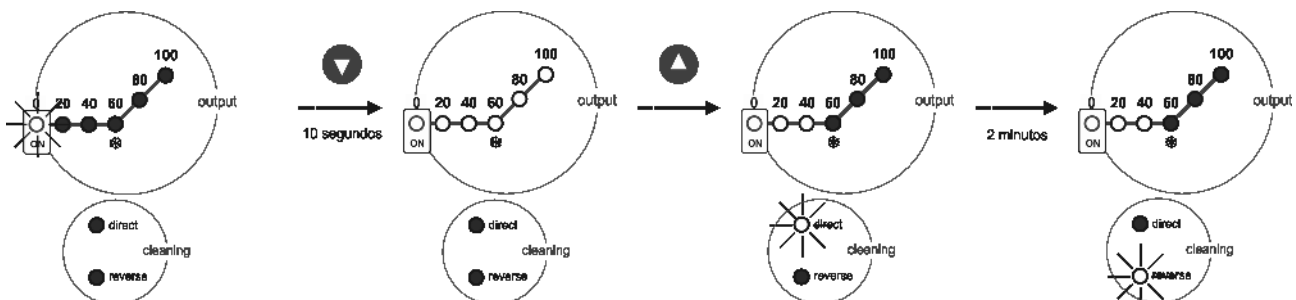 100
80
0 20 40 60
output
ON
direct
cleaning
reverse
10 segundos
100
80
0
20 40 60
output
ON
direct
cleaning
reverse
100
80
0
20 40 60
output
ON
direct
cleaning
reverse
2 minutos
100
80
0
20 40 60
output
ON
direct
cleaning
reverse